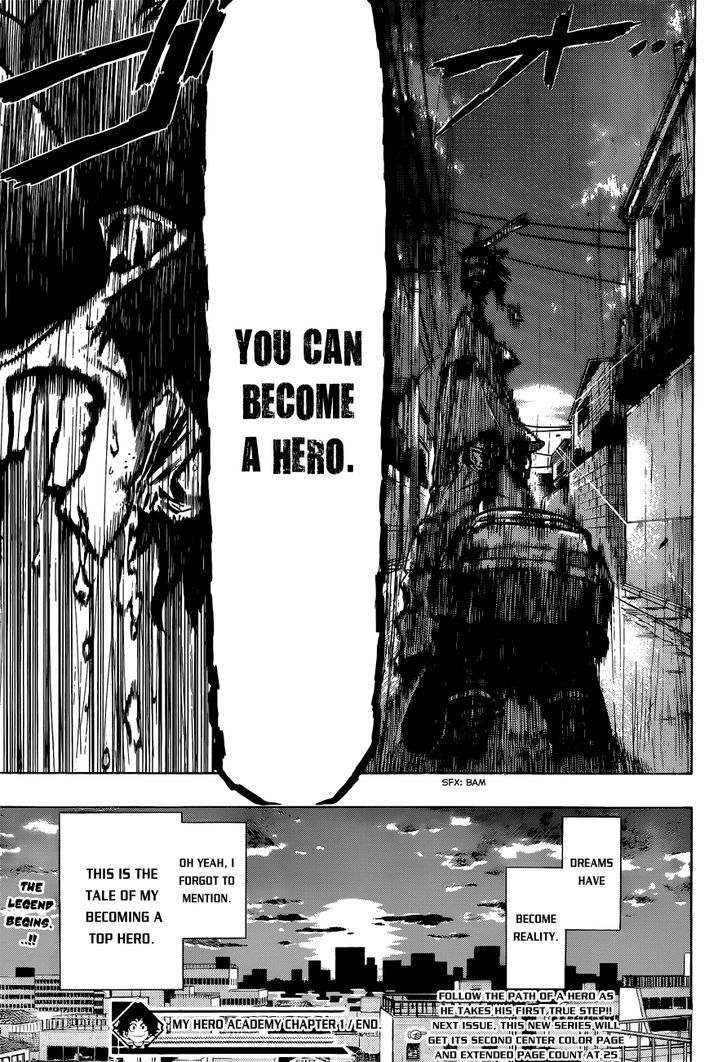 YOU CAN
BECOME
A HERO.
SFX: BAM
DREAMS
HAVE
BECOME
REALITY.
OH YEAH, I
FORGOT TO
MENTION.
THIS IS THE
TALE OF MY
BECOMING A
TOP HERO.
THE
LEGEND
BEGINS.
..!!
MY HERO ACADEMY CHAPTER 1 / END.
FOLLOW THE PATH OF A HERO AS
HE TAKES HIS FIRST TRUE STEP!!
NEXT ISSUE, THIS NEW SERIES WILL
GET ITS SECOND CENTER COLOR PAGE
AND EXTENDED PAGE COUNT AT 25